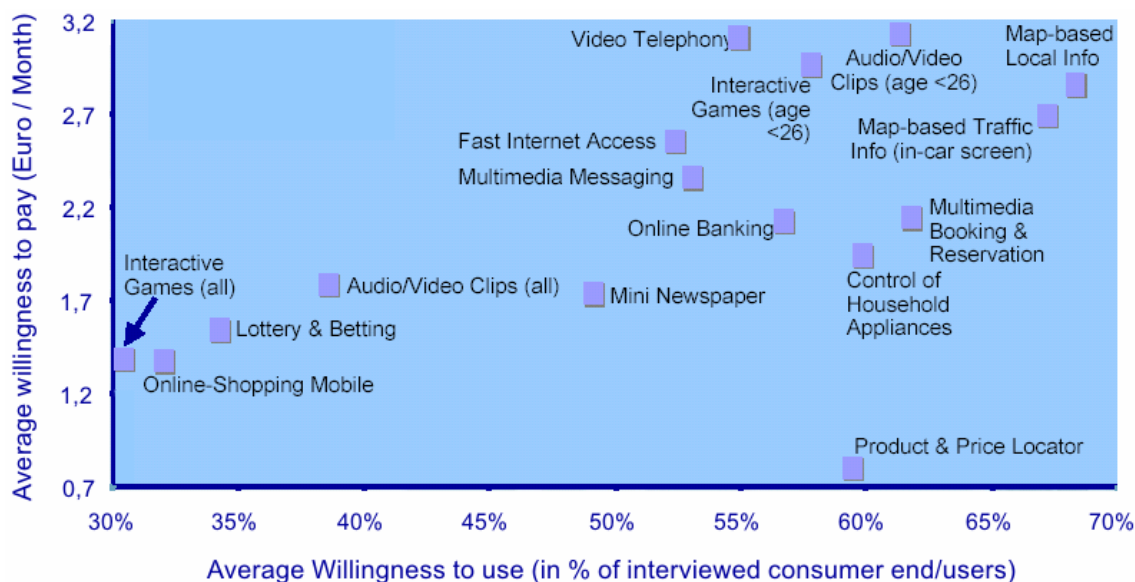 Average willingness to pay (Euro / Month)
3,2
2,7
2,2
1,7
1,2
0,7
Video Telephony
Audio/Video
Clips (age <26)
Map-based
Local Info
Interactive
Games (age
<26)
Map-based Traffic
Info (in-car screen)
Fast Internet Access
Multimedia Messaging
Online Banking
Multimedia
Booking &
Reservation
Interactive
Games (all)
Audio/Video Clips (all)
Mini Newspaper
Control of
Household
Appliances
Lottery & Betting
Online-Shopping Mobile
Product & Price Locator
30%
35%
40%
45%
50%
55%
60%
65%
70%
Average Willingness to use (in % of interviewed consumer end/users)